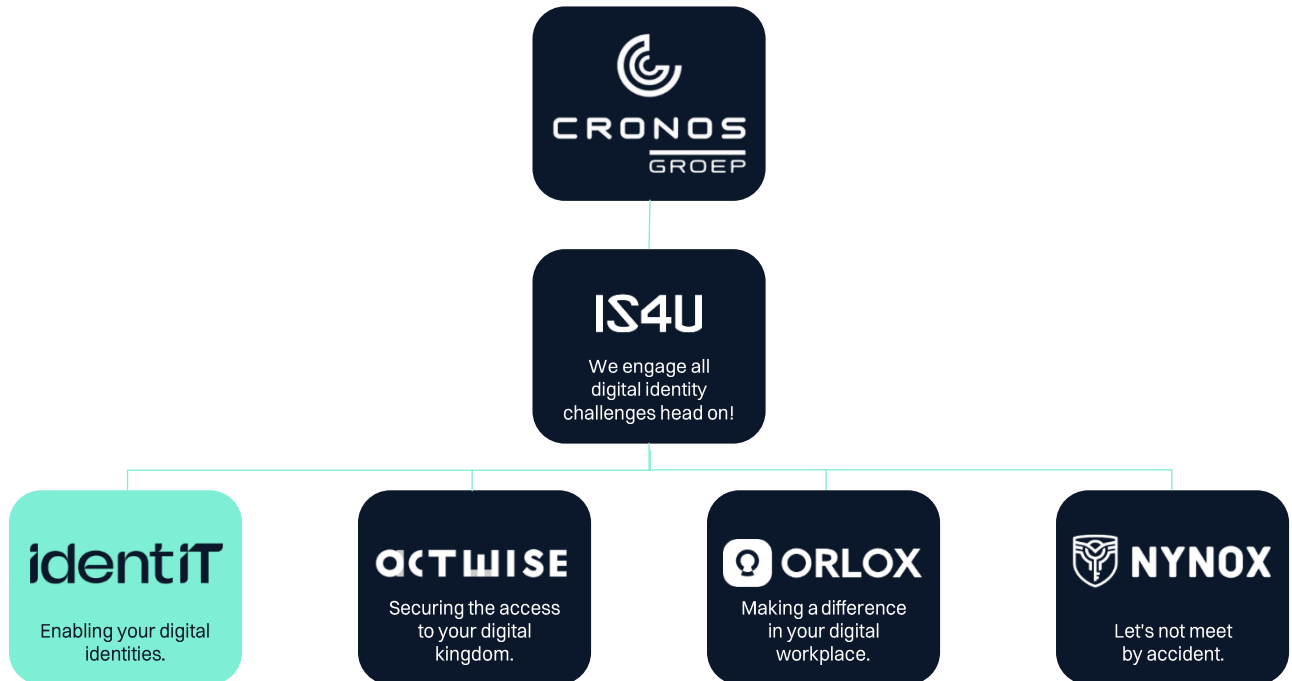 CRONOS
GROEP
IS4U
We engage all
digital identity
challenges head on!
identiT
Enabling your digital
identities.
ACTWISE
Securing the access
to your digital
kingdom.
ORLOX
Making a difference
in your digital
workplace.
NYNOX
Let's not meet
by accident.